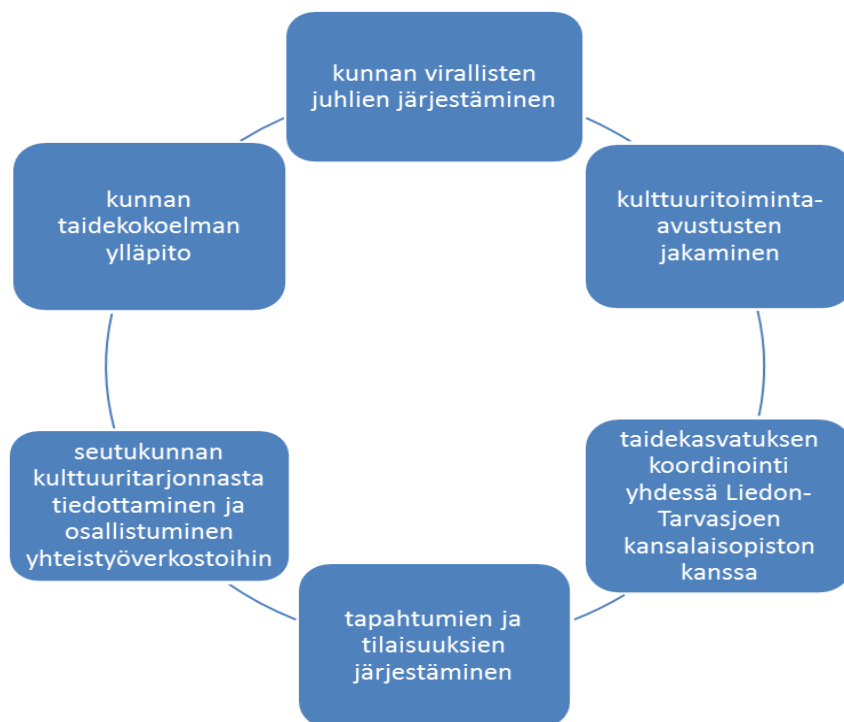 kunnan virallisten
juhlien järjestäminen
kulttuuritoiminta-
avustusten
jakaminen
taidekasvatuksen
koordinointi
yhdessä Liedon-
Tarvasjoen
kansalaisopiston
kanssa
tapahtumien ja
tilaisuuksien
järjestäminen
seutukunnan
kulttuuritarjonnasta
tiedottaminen ja
osallistuminen
yhteistyöverkostoihin
kunnan
taidekokoelman
ylläpito